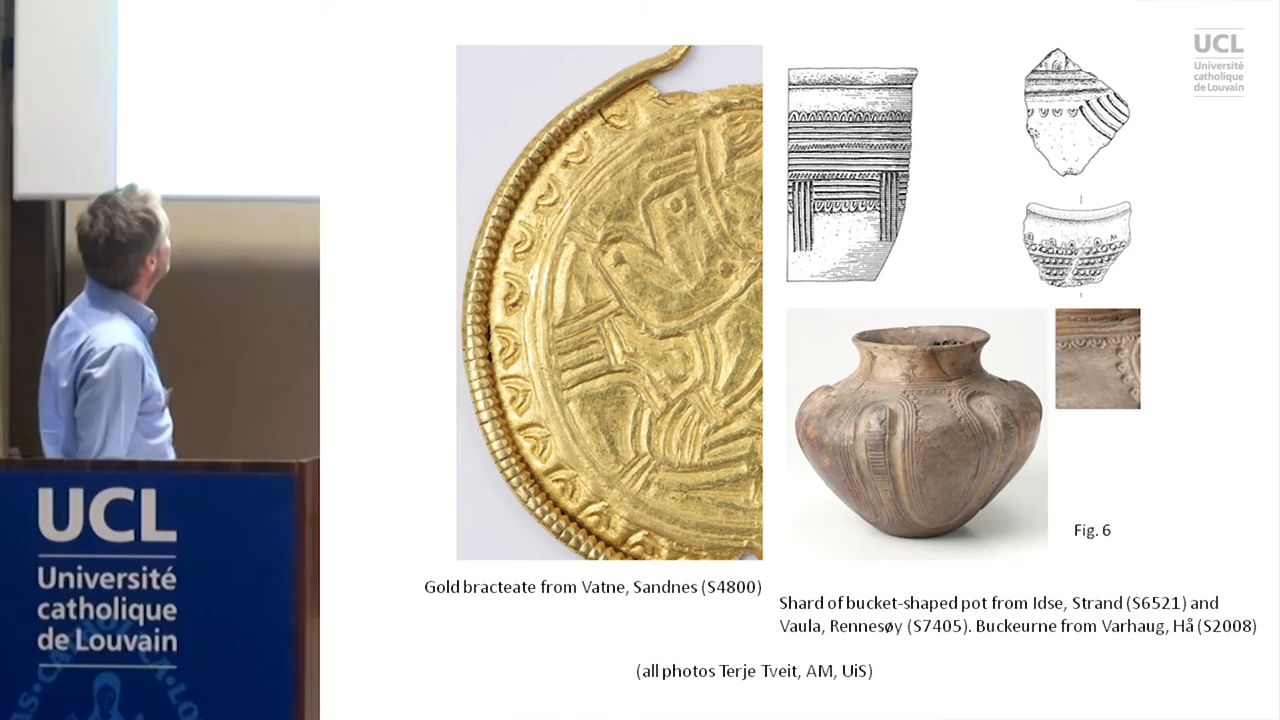 UCL
Université
catholique
de Louvain
Fig. 6
Gold bracteate from Vatne, Sandnes (S4800)
Shard of bucket-shaped pot from Idse, Strand (S6521) and
Vaula, Rennesøy (S7405). Buckeurne from Varhaug, Hå (S2008)
(all photos Terje Tveit, AM, UiS)
UCL
Université
catholique
de Louvain